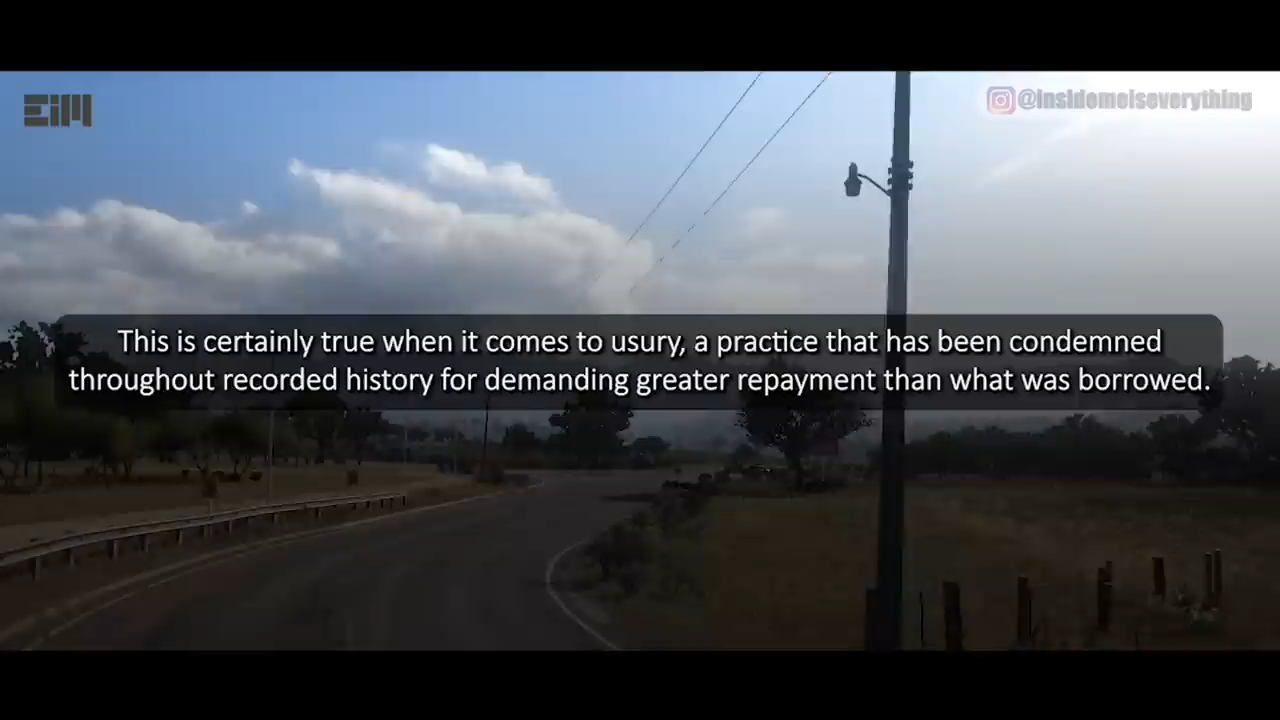 EiM
@insidemeiseverything
This is certainly true when it comes to usury, a practice that has been condemned
throughout recorded history for demanding greater repayment than what was borrowed.